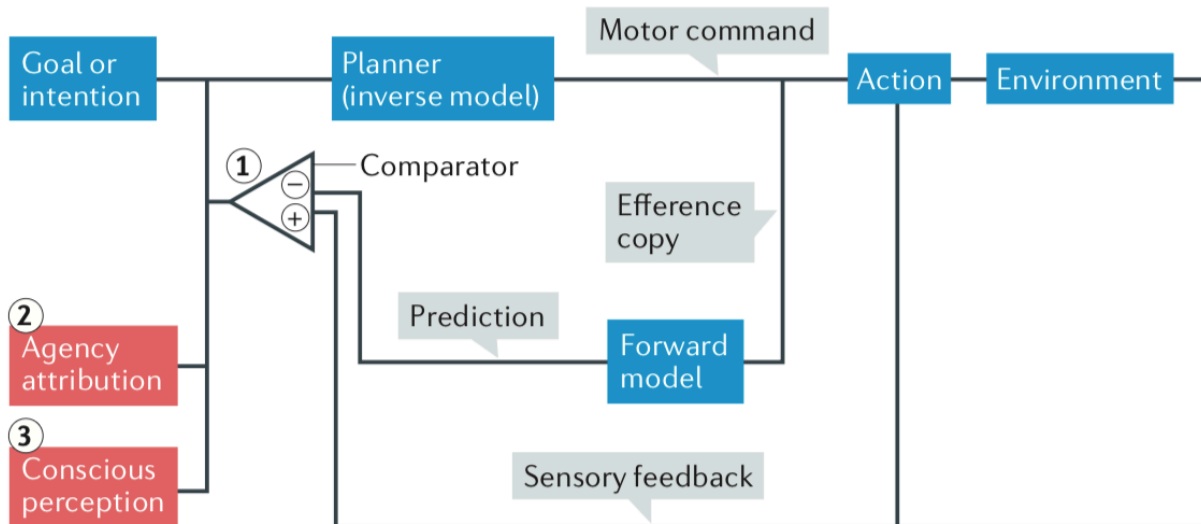 Motor command
Goal or
intention
Planner
(inverse model)
Action
Environment
1
Comparator
−
+
Efference
copy
2
Agency
attribution
Prediction
Forward
model
3
Conscious
perception
Sensory feedback